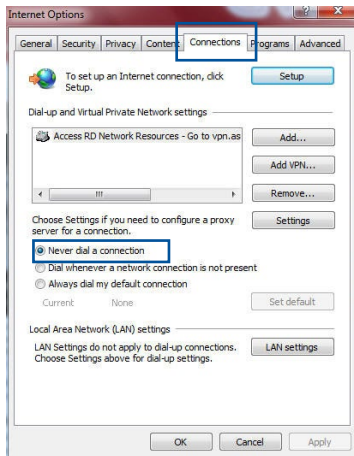 Internet Options
General Security Privacy Content Connections Programs Advanced
To set up an Internet connection, click
Setup.
Setup
Dial-up and Virtual Private Network settings
Access RD Network Resources - Go to vpn.as
Add...
Add VPN...
Remove...
Choose Settings if you need to configure a proxy
server for a connection.
Settings
Never dial a connection
Dial whenever a network connection is not present
Always dial my default connection
Current None
Set default
Local Area Network (LAN) settings
LAN Settings do not apply to dial-up connections.
Choose Settings above for dial-up settings.
LAN settings
OK Cancel Apply